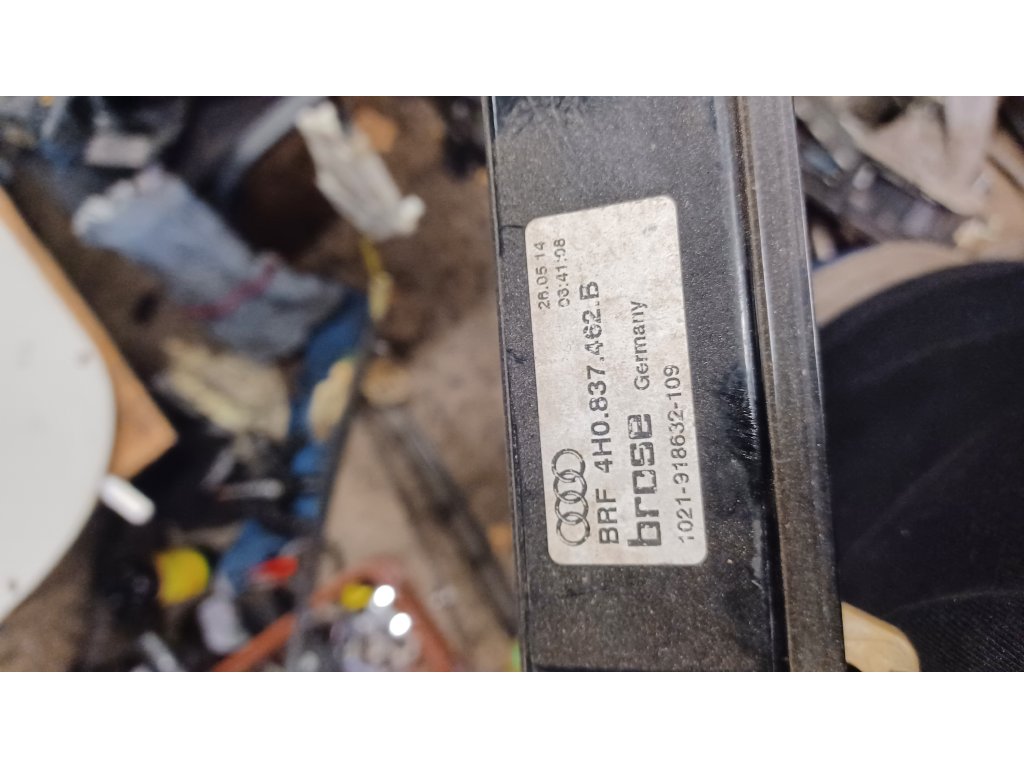 28.05.14
03:41:08
BRF 4H0.837.462.B
brose Germany
1021-918632-109